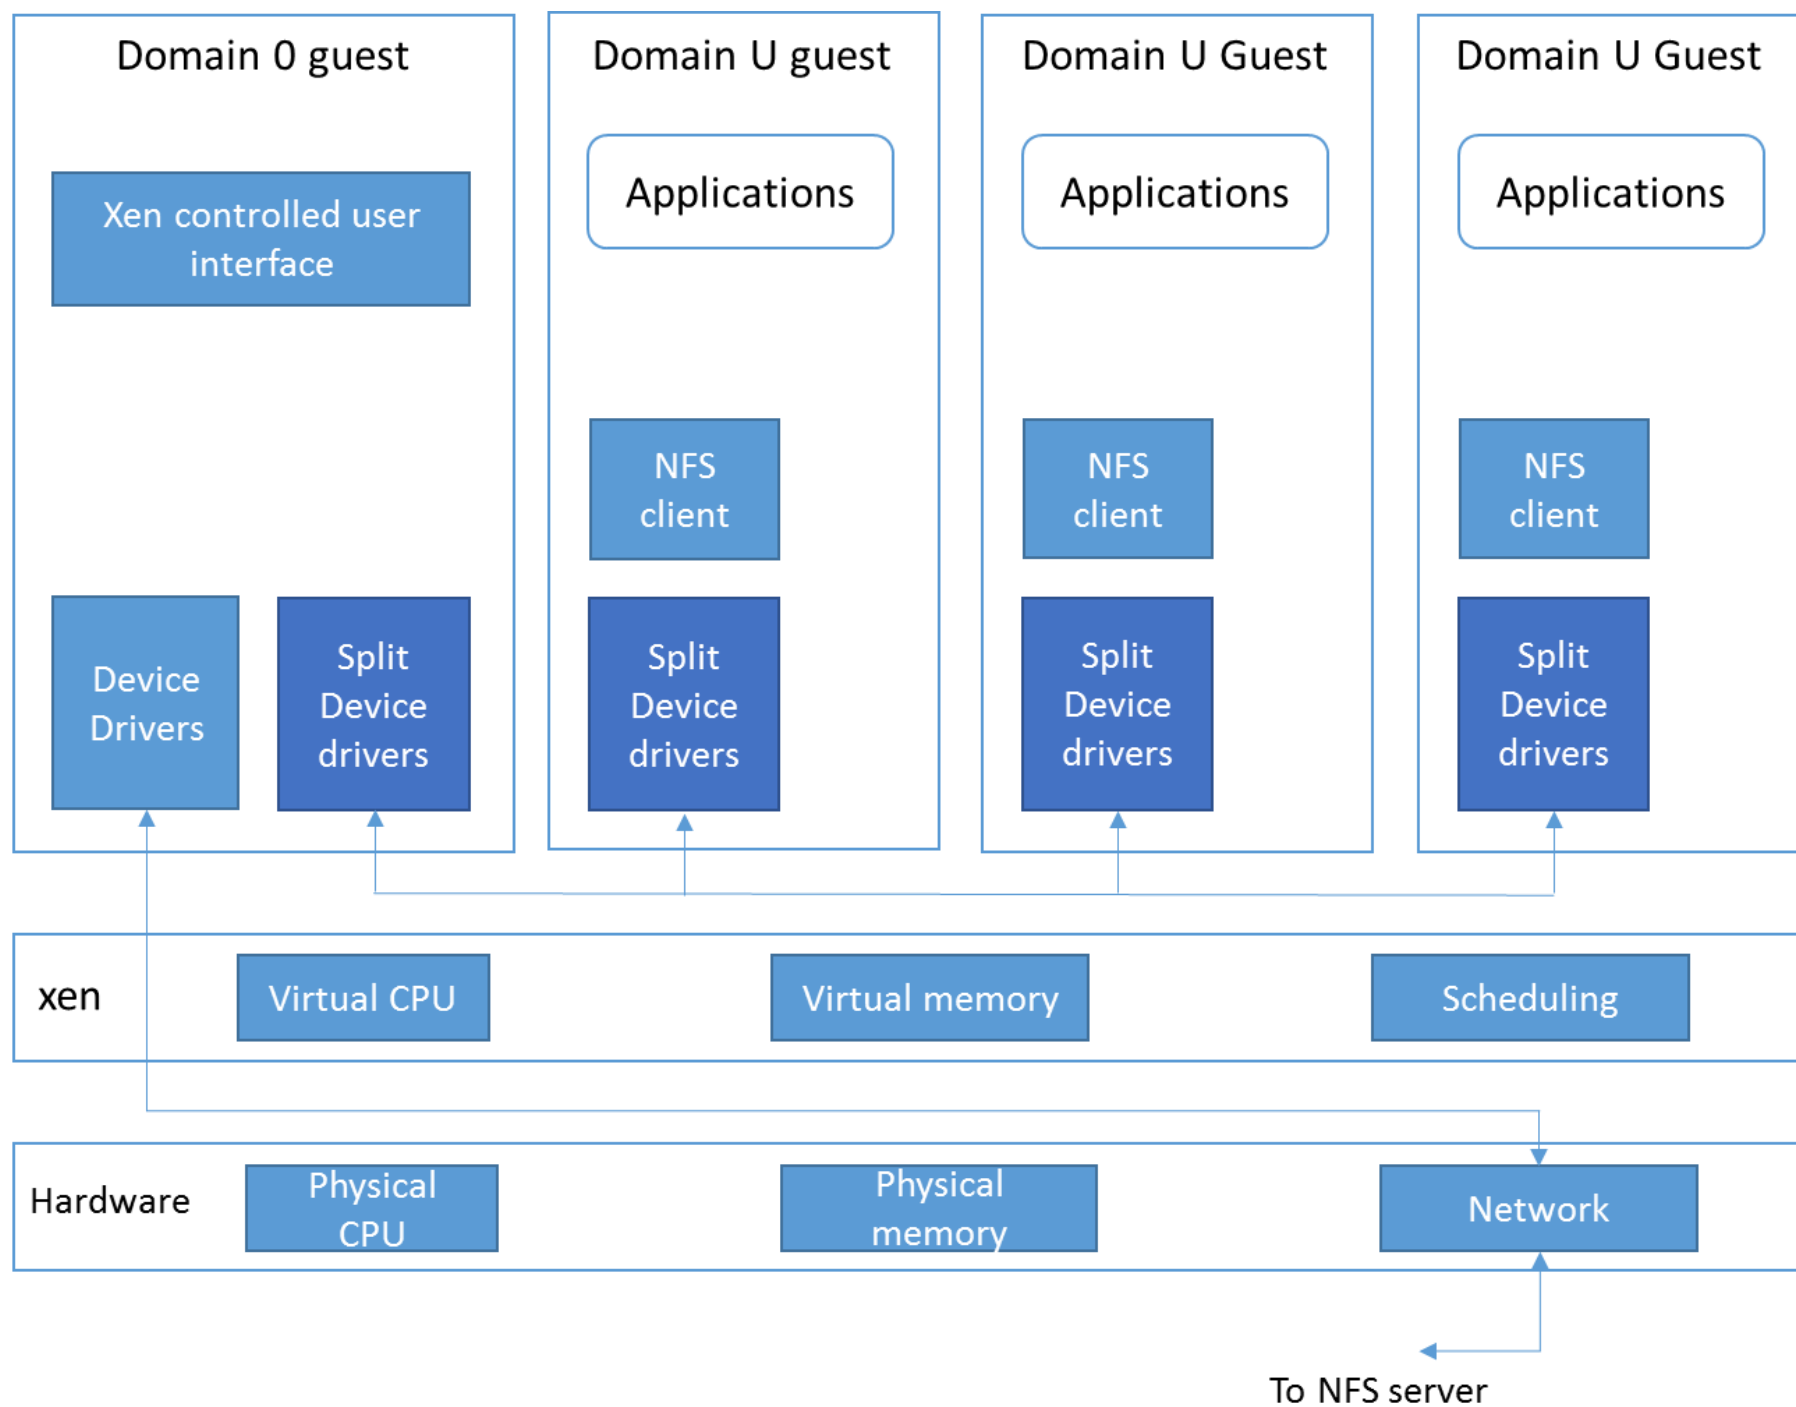 Domain 0 guest
Xen controlled user
interface
Device
Drivers
Split
Device
drivers
Domain U guest
Applications
NFS
client
Split
Device
drivers
Domain U Guest
Applications
NFS
client
Split
Device
drivers
Domain U Guest
Applications
NFS
client
Split
Device
drivers
xen
Virtual CPU
Virtual memory
Scheduling
Hardware
Physical
CPU
Physical
memory
Network
To NFS server